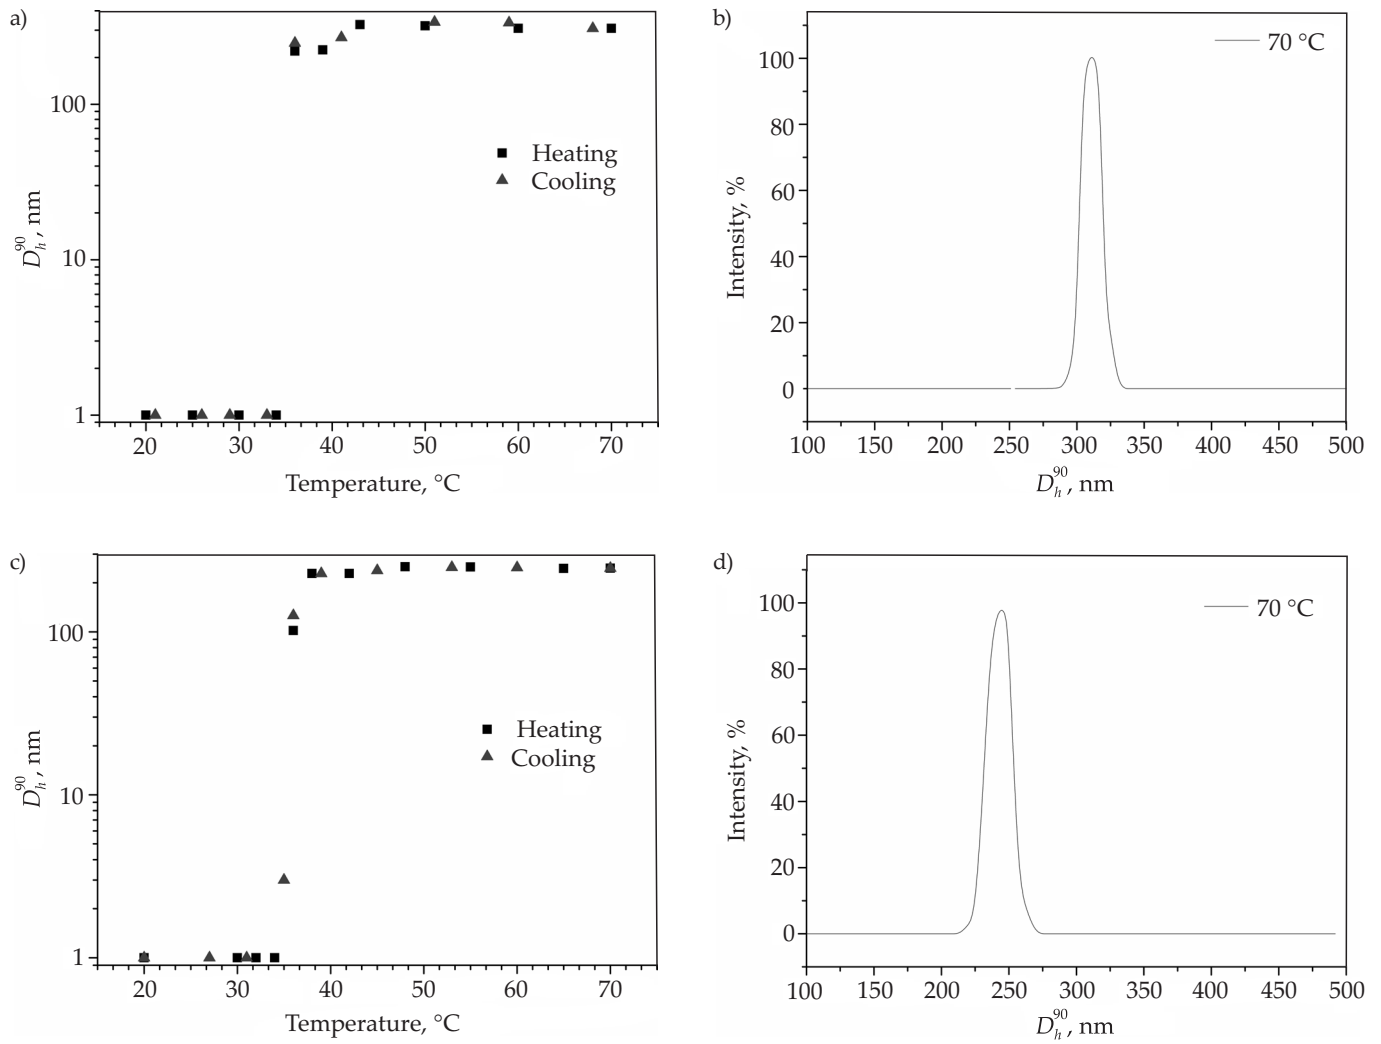 a)
100
10
1
D_h^90, nm
Heating
Cooling
20 30 40 50 60 70
Temperature, °C
b)
70 °C
100
80
60
40
20
0
Intensity, %
100 150 200 250 300 350 400 450 500
D_h^90, nm
c)
100
10
1
D_h^90, nm
Heating
Cooling
20 30 40 50 60 70
Temperature, °C
d)
70 °C
100
80
60
40
20
0
Intensity, %
100 150 200 250 300 350 400 450 500
D_h^90, nm